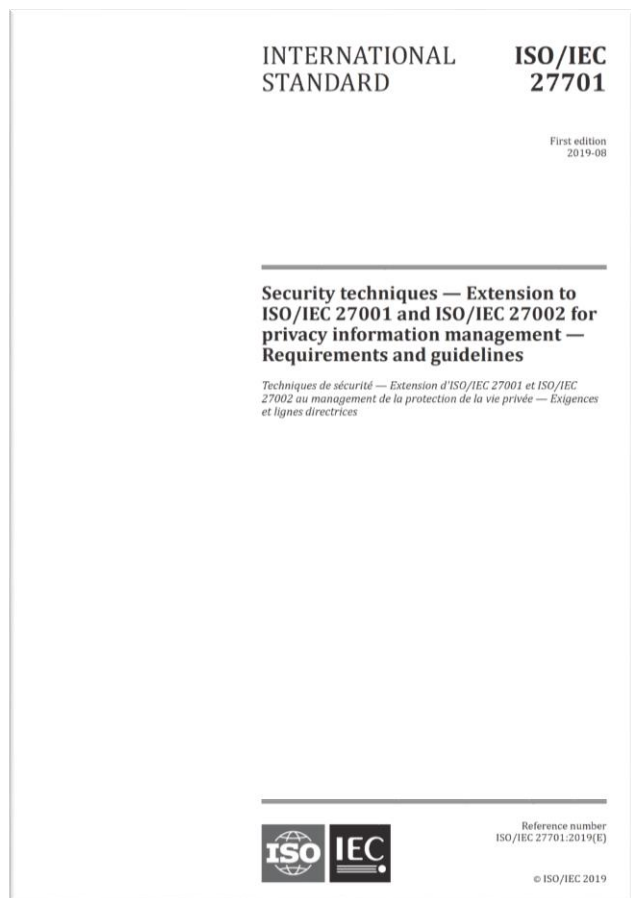 INTERNATIONAL STANDARD
ISO/IEC 27701
First edition
2019-08
Security techniques — Extension to
ISO/IEC 27001 and ISO/IEC 27002 for
privacy information management —
Requirements and guidelines
Techniques de sécurité — Extension d'ISO/IEC 27001 et ISO/IEC
27002 au management de la protection de la vie privée — Exigences
et lignes directrices
ISO
IEC
Reference number
ISO/IEC 27701:2019(E)
© ISO/IEC 2019